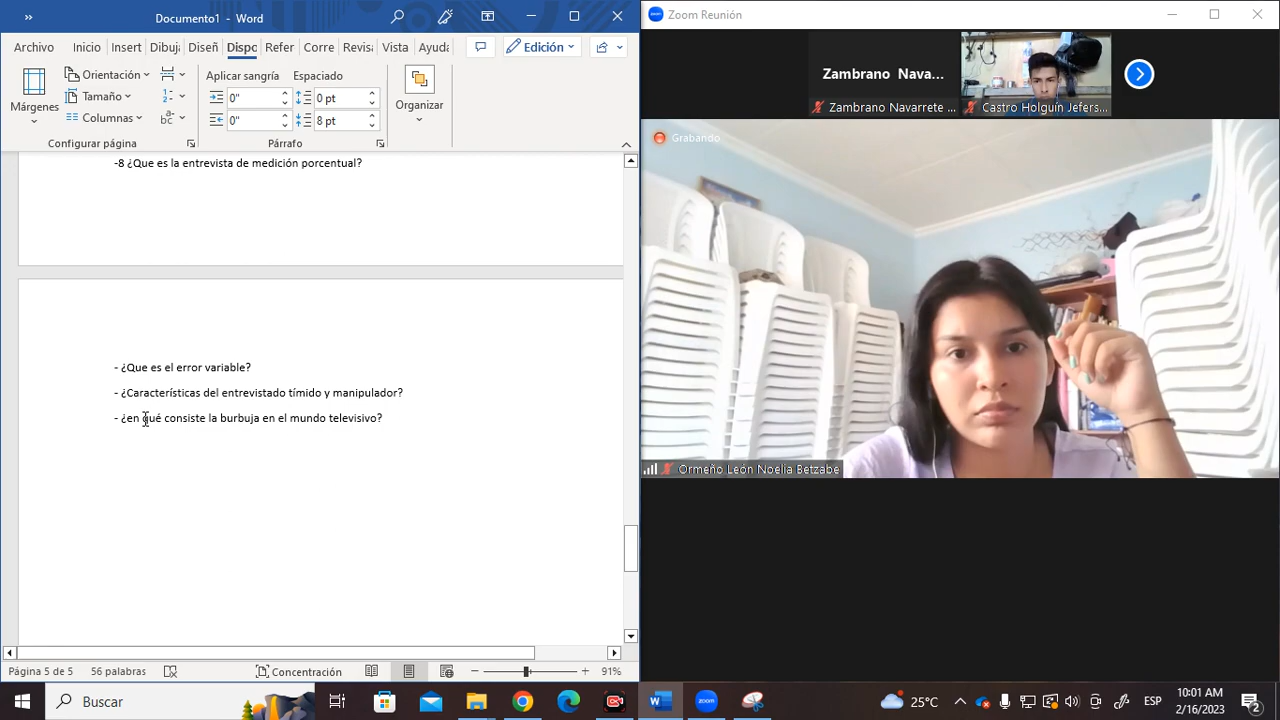 Documento1 - Word
Zoom Reunión
Archivo Inicio Insert Dibuj Diseñ Dispo Refer Corre Revis Vista Ayuda Edición
Márgenes
Orientación
Tamaño
Columnas
Configurar página
Aplicar sangría Espaciado
0" 0 pt
0" 8 pt
Párrafo
Organizar
Zambrano Nava...
Zambrano Navarrete ...
Castro Holguin Jefers...
Grabando
-8 ¿Que es la entrevista de medición porcentual?
- ¿Que es el error variable?
- ¿Características del entrevistado tímido y manipulador?
- ¿en qué consiste la burbuja en el mundo televisivo?
Ormeño León Noelia Betzabe
Página 5 de 5 56 palabras Concentración 91%
Buscar
25°C
ESP
10:01 AM
2/16/2023
2